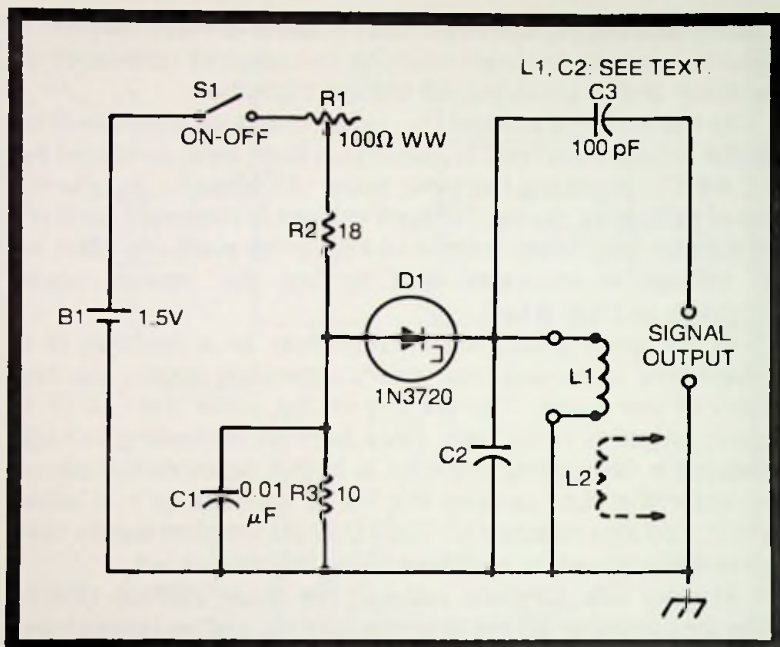 L1, C2: SEE TEXT.
C3
100 pF
S1
ON-OFF
R1
100Ω WW
R2 18
D1
1N3720
B1 1.5V
SIGNAL
OUTPUT
L1
C2
L2
C1 0.01
μF
R3 10